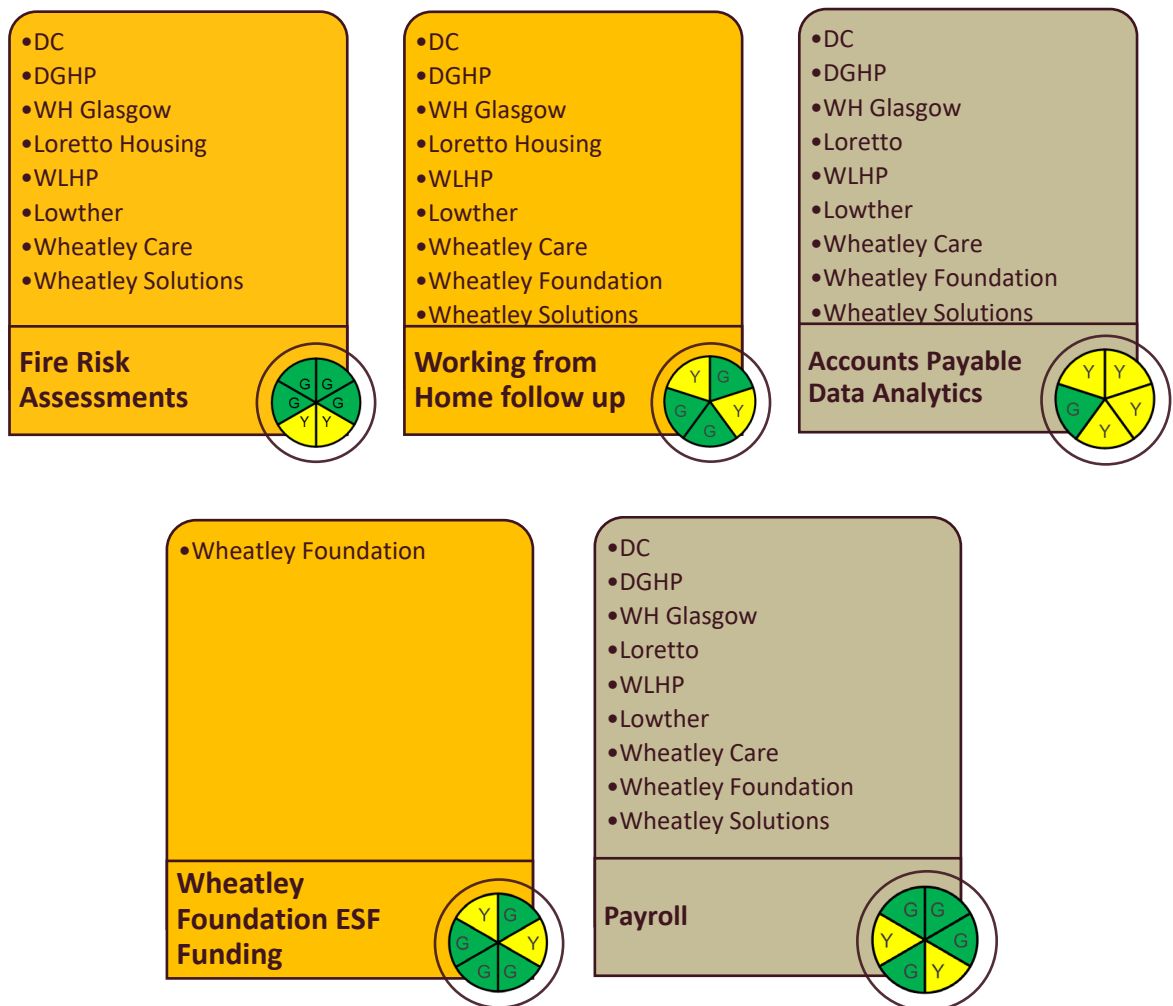 •DC
•DGHP
•WH Glasgow
•Loretto Housing
•WLHP
•Lowther
•Wheatley Care
•Wheatley Solutions
Fire Risk
Assessments
G G
G G
Y Y
•DC
•DGHP
•WH Glasgow
•Loretto Housing
•WLHP
•Lowther
•Wheatley Care
•Wheatley Foundation
•Wheatley Solutions
Working from
Home follow up
Y G
G Y
G
•DC
•DGHP
•WH Glasgow
•Loretto
•WLHP
•Lowther
•Wheatley Care
•Wheatley Foundation
•Wheatley Solutions
Accounts Payable
Data Analytics
Y Y
G Y
Y
•Wheatley Foundation
Wheatley
Foundation ESF
Funding
Y G
G Y
G G
•DC
•DGHP
•WH Glasgow
•Loretto
•WLHP
•Lowther
•Wheatley Care
•Wheatley Foundation
•Wheatley Solutions
Payroll
G G
Y G
G Y